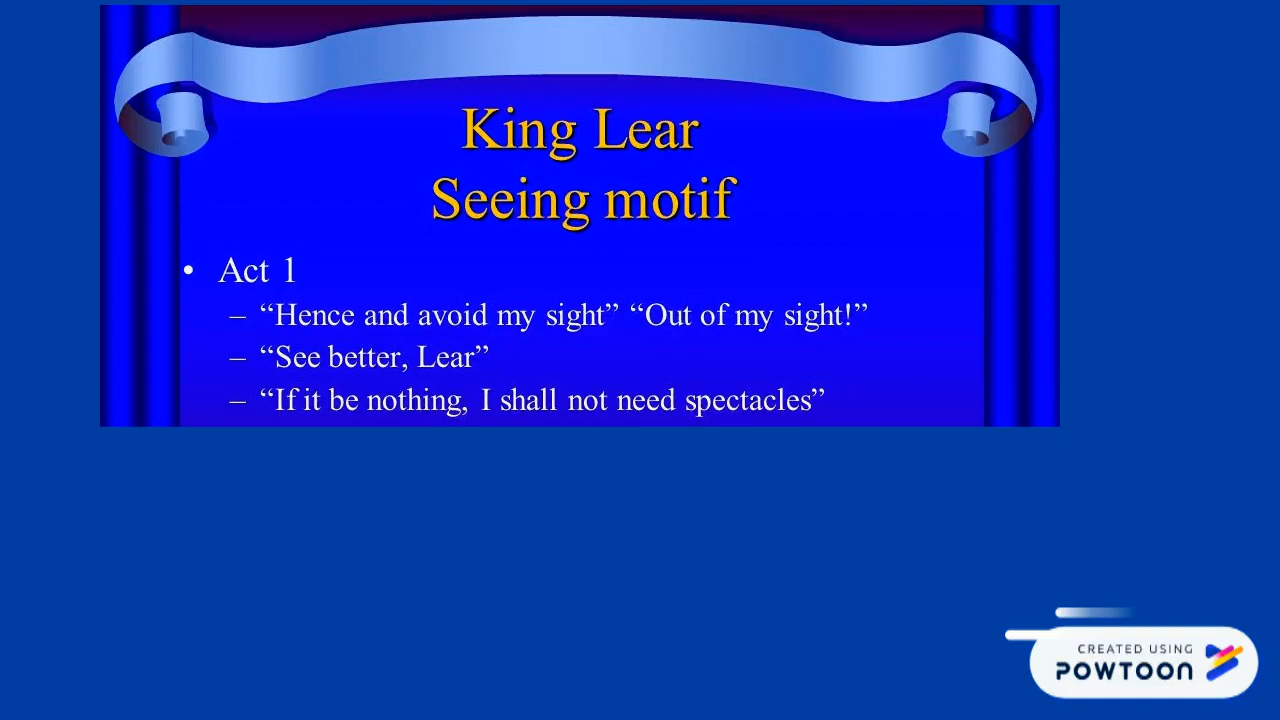 King Lear
Seeing motif
• Act 1
– “Hence and avoid my sight” “Out of my sight!”
– “See better, Lear”
– “If it be nothing, I shall not need spectacles”
CREATED USING
POWTOON